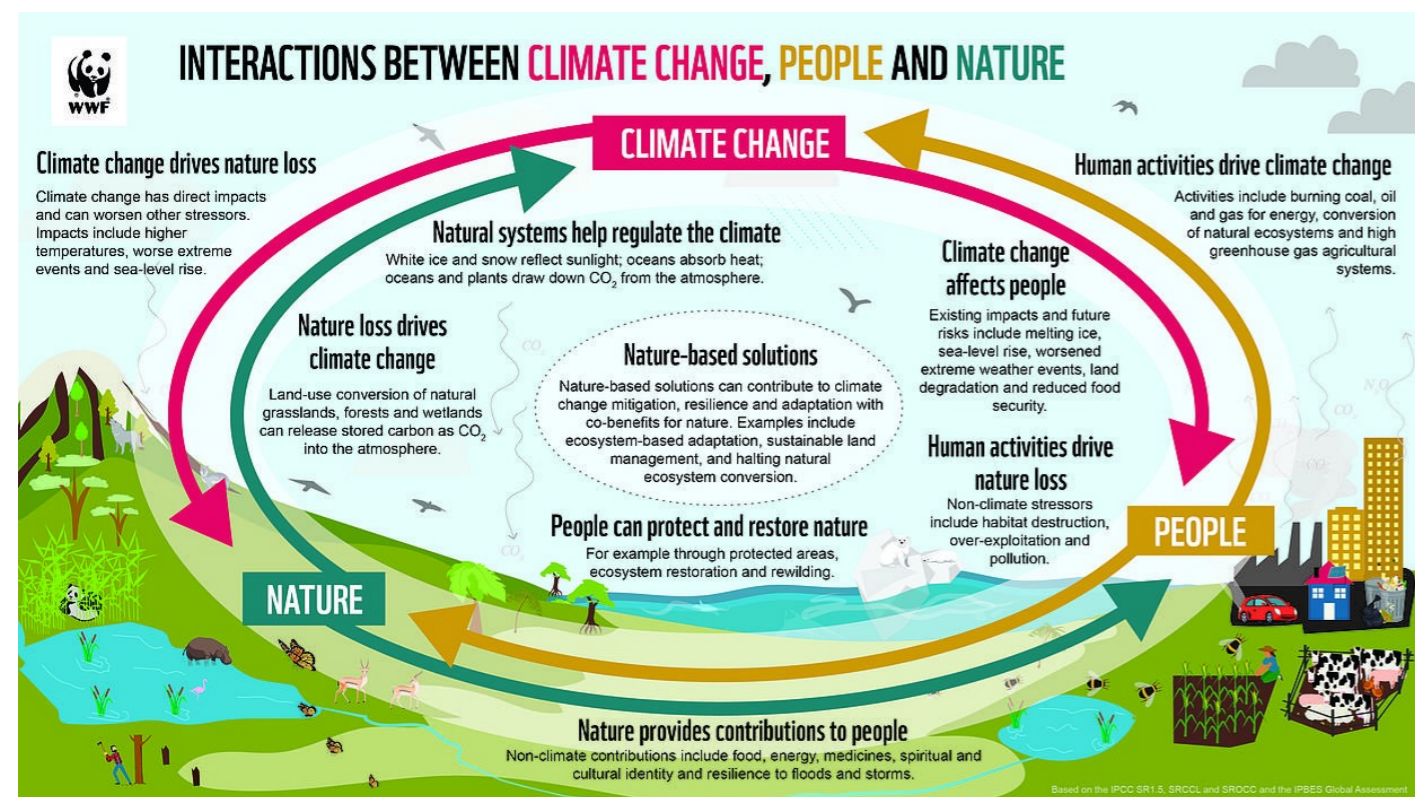 INTERACTIONS BETWEEN CLIMATE CHANGE, PEOPLE AND NATURE
WWF
CLIMATE CHANGE
Climate change drives nature loss
Climate change has direct impacts
and can worsen other stressors.
Impacts include higher
temperatures, worse extreme
events and sea-level rise.
Human activities drive climate change
Activities include burning coal, oil
and gas for energy, conversion
of natural ecosystems and high
greenhouse gas agricultural
systems.
Natural systems help regulate the climate
White ice and snow reflect sunlight; oceans absorb heat;
oceans and plants draw down CO₂ from the atmosphere.
Climate change
affects people
Existing impacts and future
risks include melting ice,
sea-level rise, worsened
extreme weather events, land
degradation and reduced food
security.
Nature loss drives
climate change
Land-use conversion of natural
grasslands, forests and wetlands
can release stored carbon as CO₂
into the atmosphere.
Nature-based solutions
Nature-based solutions can contribute to climate
change mitigation, resilience and adaptation with
co-benefits for nature. Examples include
ecosystem-based adaptation, sustainable land
management, and halting natural
ecosystem conversion.
Human activities drive
nature loss
Non-climate stressors
include habitat destruction,
over-exploitation and
pollution.
People can protect and restore nature
For example through protected areas,
ecosystem restoration and rewilding.
PEOPLE
NATURE
Nature provides contributions to people
Non-climate contributions include food, energy, medicines, spiritual and
cultural identity and resilience to floods and storms.
CO₂
CO₂
CO₂
CO₂
CO₂
N₂O
Based on the IPCC SR1.5, SRCCL and SROCC and the IPBES Global Assessment